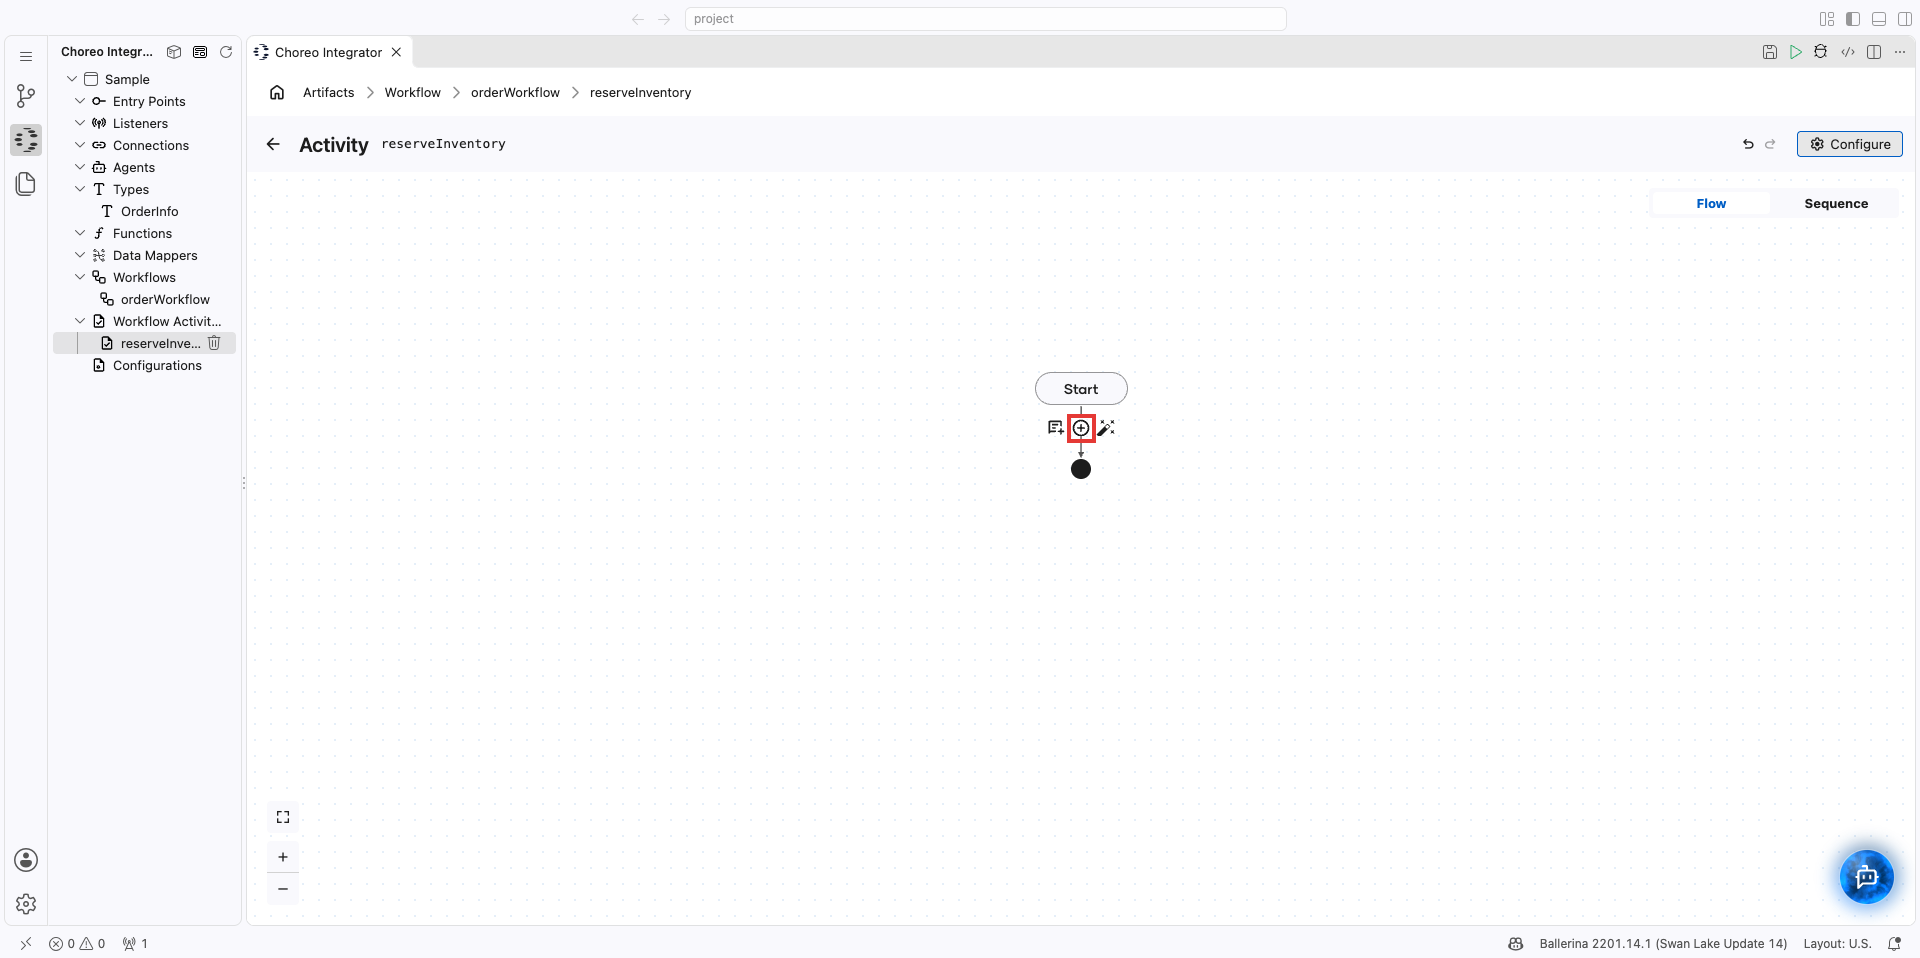 project
Choreo Integr...
Choreo Integrator
Sample
Entry Points
Listeners
Connections
Agents
Types
OrderInfo
Functions
Data Mappers
Workflows
orderWorkflow
Workflow Activit...
reserveInve...
Configurations
Artifacts > Workflow > orderWorkflow > reserveInventory
Activity reserveInventory
Configure
Flow Sequence
Start
0 0 1
Ballerina 2201.14.1 (Swan Lake Update 14) Layout: U.S.